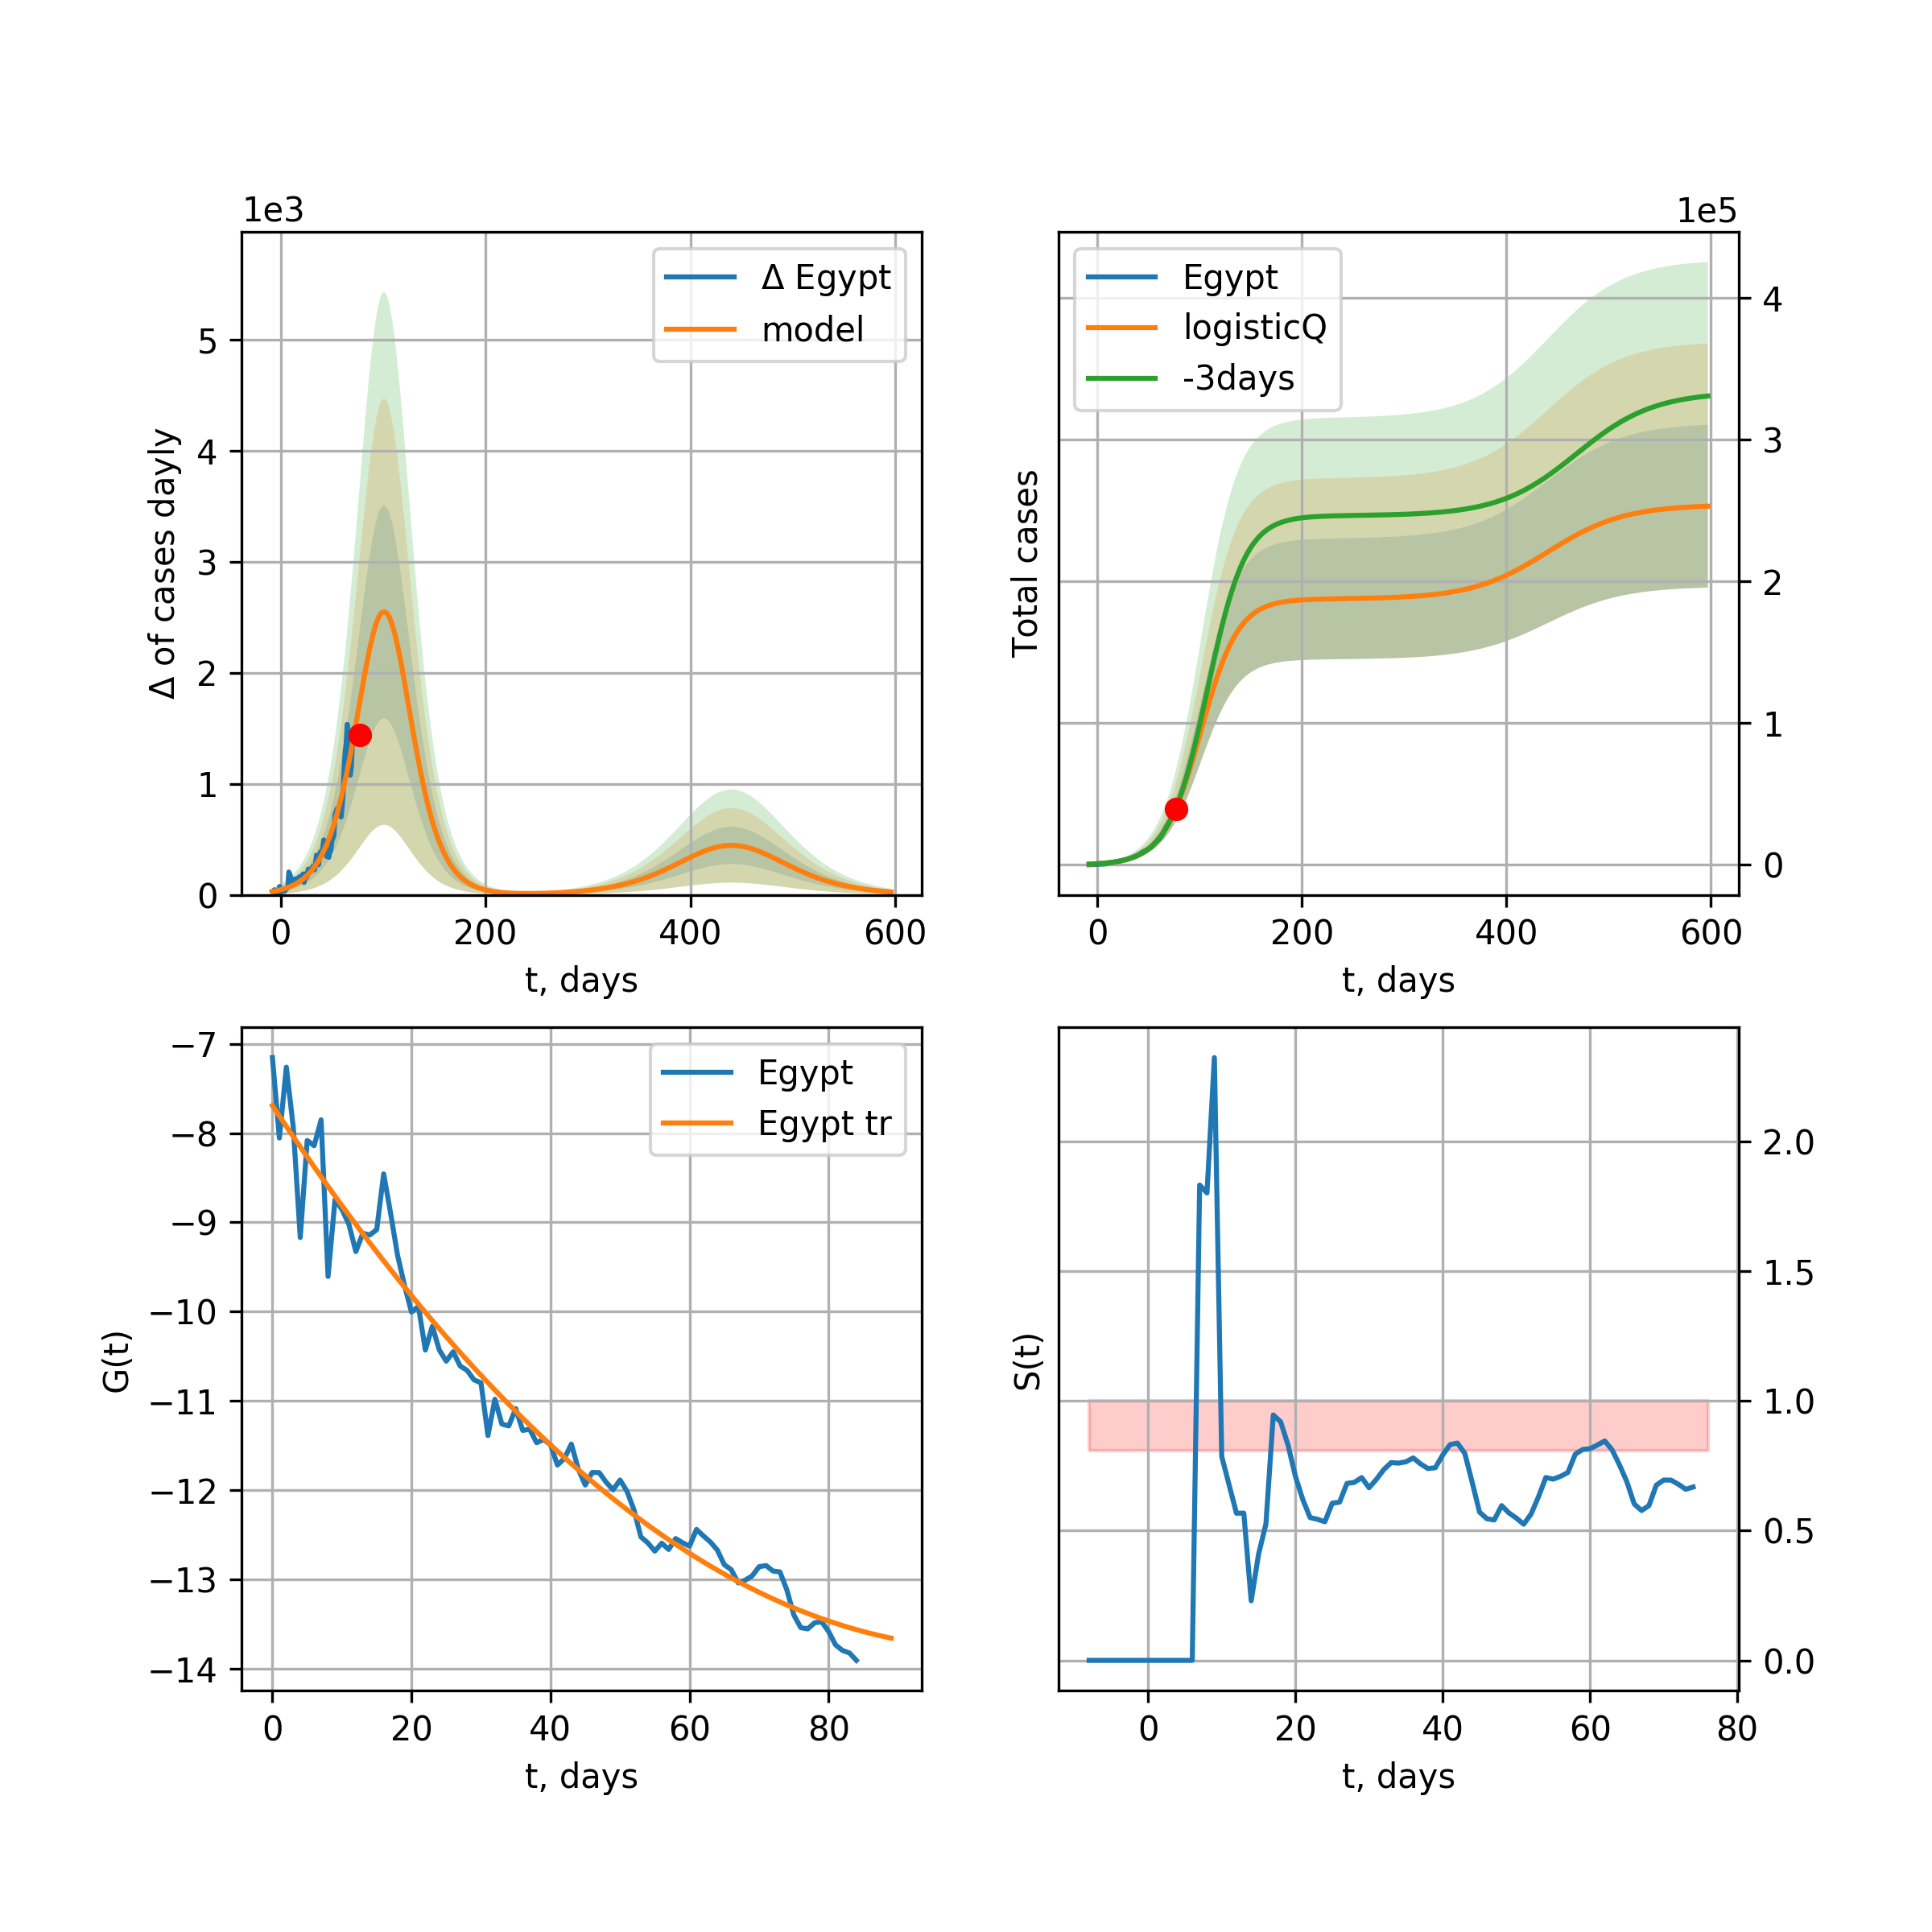 1e3
Δ of cases dayly
5
4
3
2
1
0
0 200 400 600
t, days
Δ Egypt
model
1e5
Total cases
4
3
2
1
0
0 200 400 600
t, days
Egypt
logisticQ
-3days
G(t)
−7
−8
−9
−10
−11
−12
−13
−14
0 20 40 60 80
t, days
Egypt
Egypt tr
S(t)
2.0
1.5
1.0
0.5
0.0
0 20 40 60 80
t, days